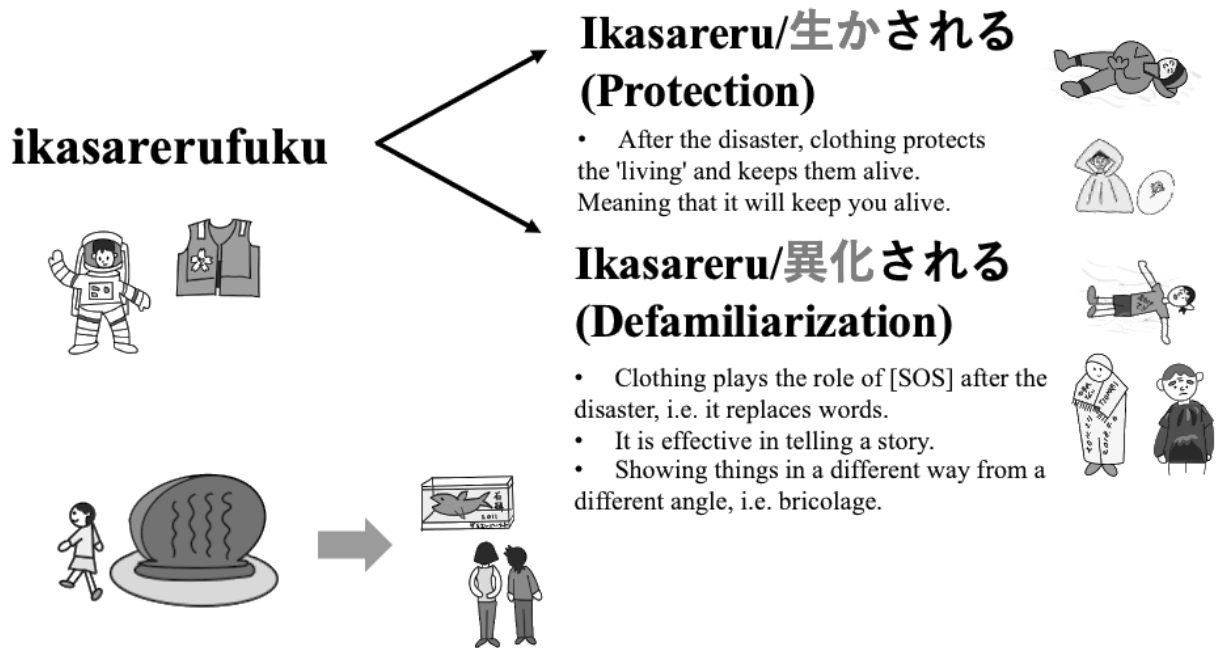 ikasarerufuku
Ikasareru/生かされる
(Protection)
• After the disaster, clothing protects
the 'living' and keeps them alive.
Meaning that it will keep you alive.
Ikasareru/異化される
(Defamiliarization)
• Clothing plays the role of [SOS] after the
disaster, i.e. it replaces words.
• It is effective in telling a story.
• Showing things in a different way from a
different angle, i.e. bricolage.
2011